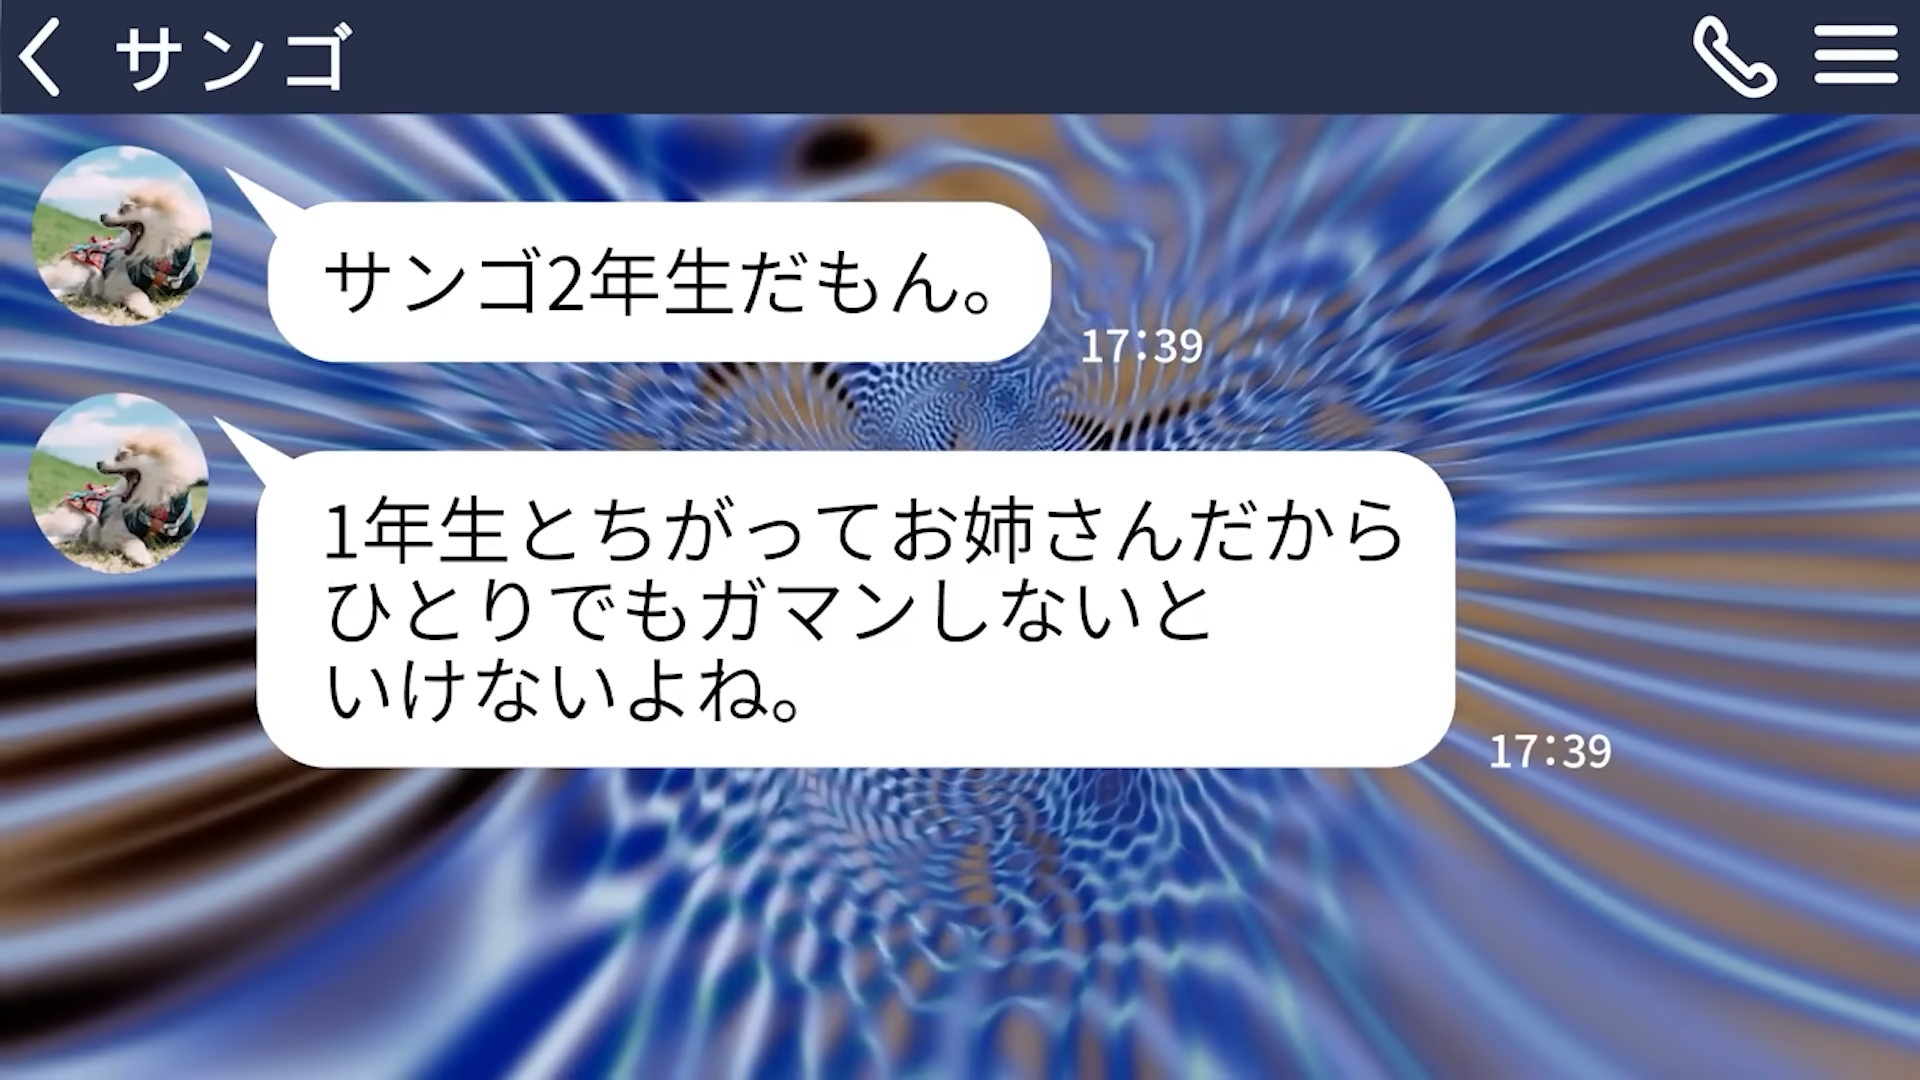 サンゴ
サンゴ2年生だもん。
17:39
1年生とちがってお姉さんだから
ひとりでもガマンしないと
いけないよね。
17:39